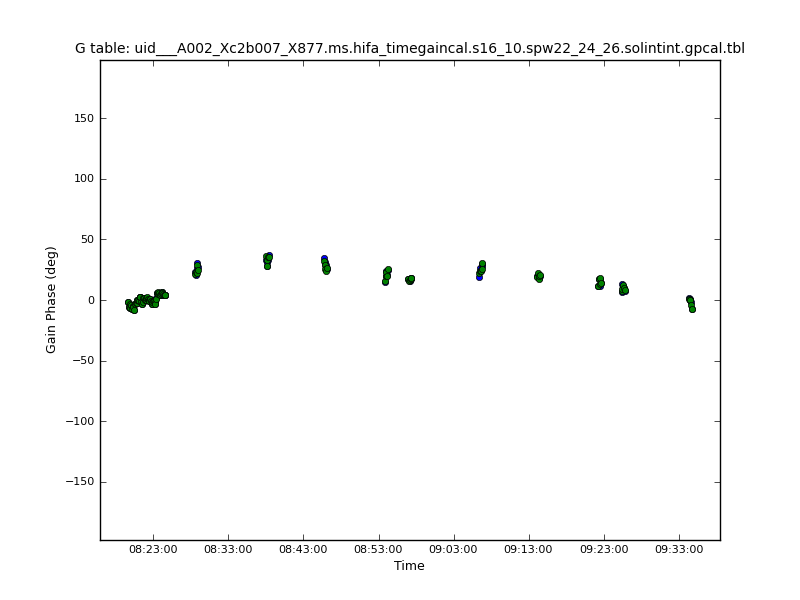 G table: uid___A002_Xc2b007_X877.ms.hifa_timegaincal.s16_10.spw22_24_26.solintint.gpcal.tbl
150
100
50
0
−50
−100
−150
Gain Phase (deg)
08:23:00 08:33:00 08:43:00 08:53:00 09:03:00 09:13:00 09:23:00 09:33:00
Time